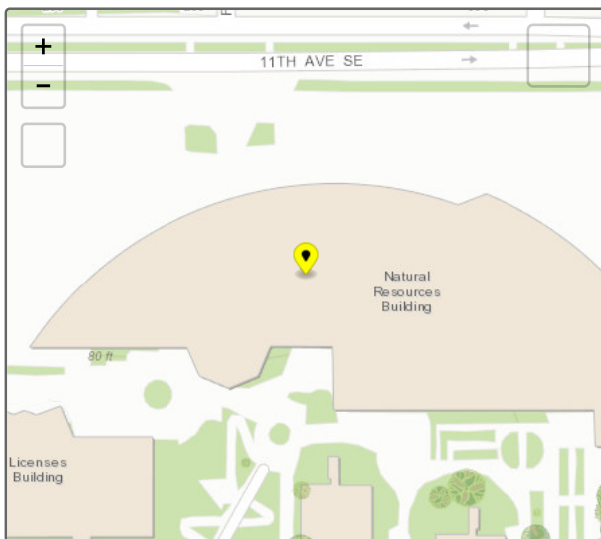 +
11TH AVE SE
−
Natural
Resources
Building
80 ft
Licenses
Building